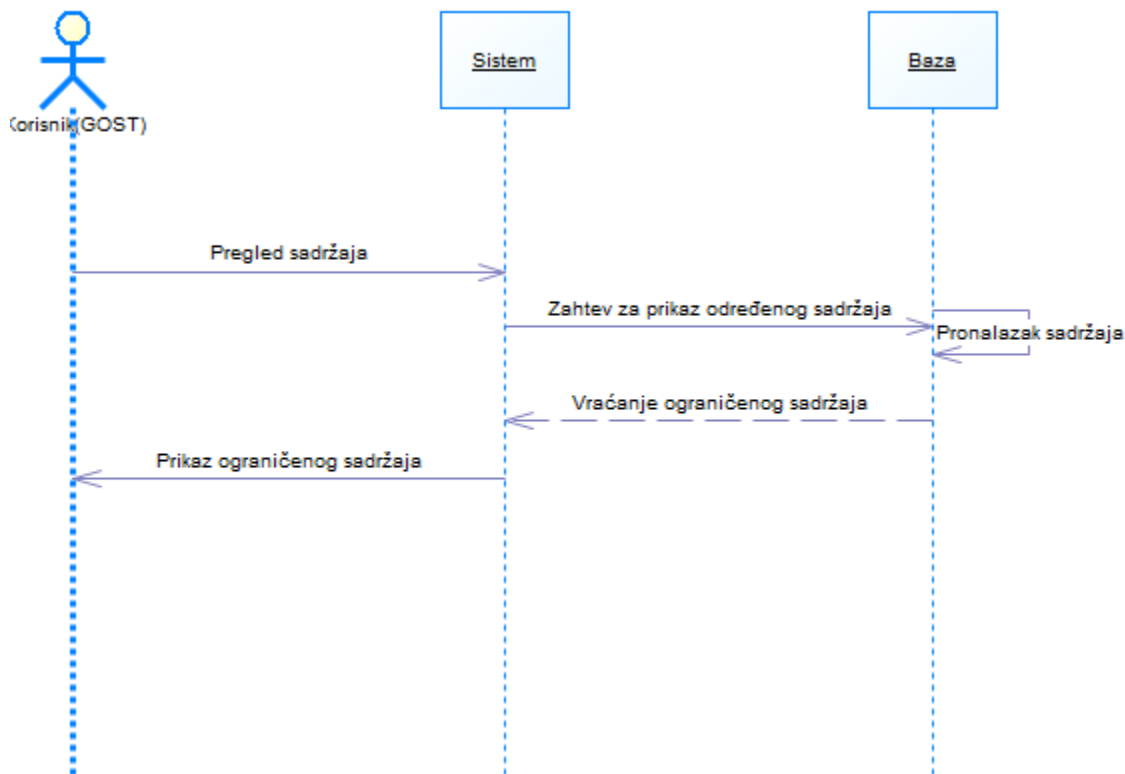 Sistem
Baza
Korisnik(GOST)
Pregled sadržaja
Zahtev za prikaz određenog sadržaja
Pronalazak sadržaja
Vraćanje ograničenog sadržaja
Prikaz ograničenog sadržaja